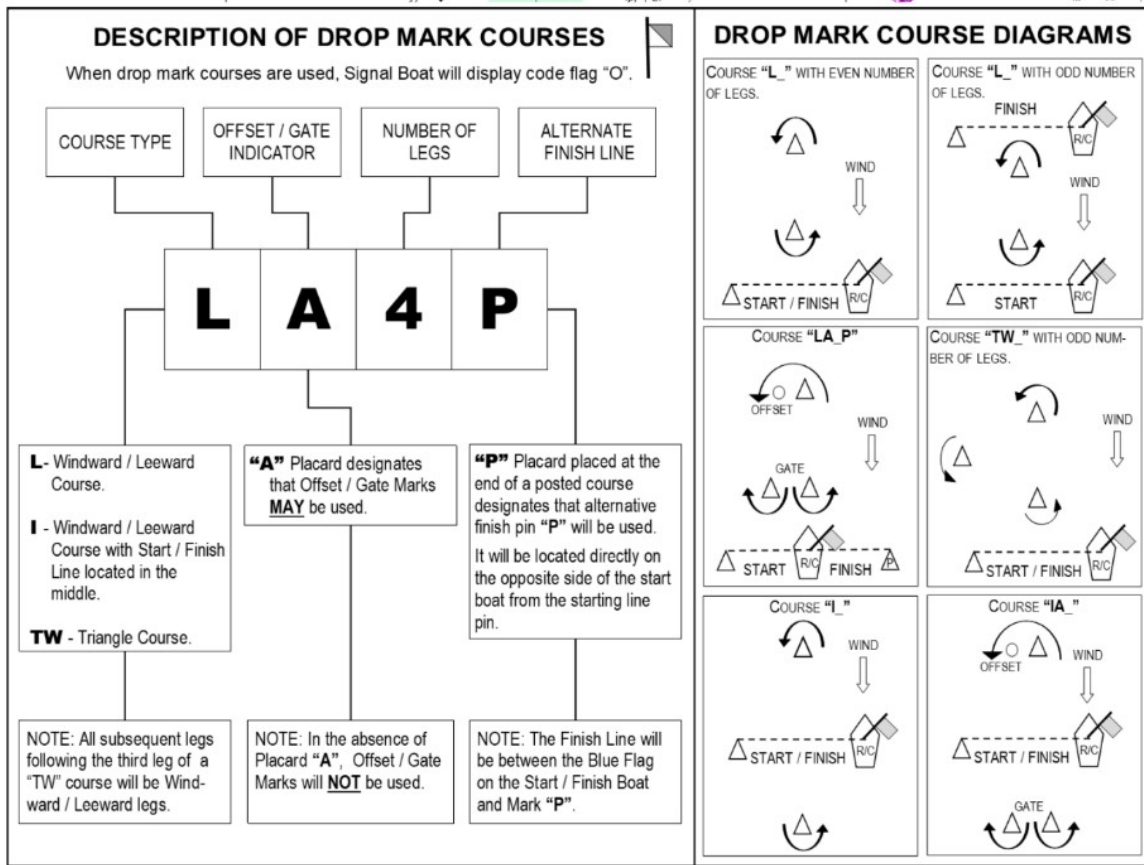 DESCRIPTION OF DROP MARK COURSES
When drop mark courses are used, Signal Boat will display code flag “O”.
COURSE TYPE
OFFSET / GATE
INDICATOR
NUMBER OF
LEGS
ALTERNATE
FINISH LINE
L
A
4
P
L- Windward / Leeward
Course.
I - Windward / Leeward
Course with Start / Finish
Line located in the
middle.
TW - Triangle Course.
“A” Placard designates
that Offset / Gate Marks
MAY be used.
“P” Placard placed at the
end of a posted course
designates that alternative
finish pin “P” will be used.
It will be located directly on
the opposite side of the start
boat from the starting line
pin.
NOTE: All subsequent legs
following the third leg of a
“TW” course will be Wind-
ward / Leeward legs.
NOTE: In the absence of
Placard “A”, Offset / Gate
Marks will NOT be used.
NOTE: The Finish Line will
be between the Blue Flag
on the Start / Finish Boat
and Mark “P”.
DROP MARK COURSE DIAGRAMS
COURSE “L_” WITH EVEN NUMBER
OF LEGS.
WIND
START / FINISH
R/C
COURSE “L_” WITH ODD NUMBER
OF LEGS.
FINISH
R/C
WIND
START
R/C
COURSE “LA_P”
OFFSET
WIND
GATE
START
R/C
FINISH
P
COURSE “TW_” WITH ODD NUM-
BER OF LEGS.
WIND
START / FINISH
R/C
COURSE “I_”
WIND
START / FINISH
R/C
COURSE “IA_”
OFFSET
WIND
START / FINISH
R/C
GATE